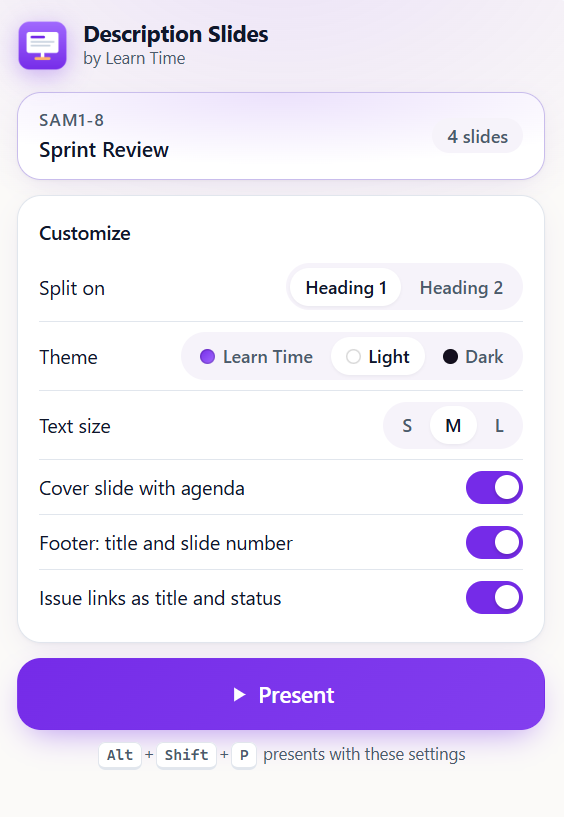 Description Slides
by Learn Time
SAM1-8
Sprint Review
4 slides
Customize
Split on
Heading 1
Heading 2
Theme
Learn Time
Light
Dark
Text size
S
M
L
Cover slide with agenda
Footer: title and slide number
Issue links as title and status
Present
Alt + Shift + P presents with these settings